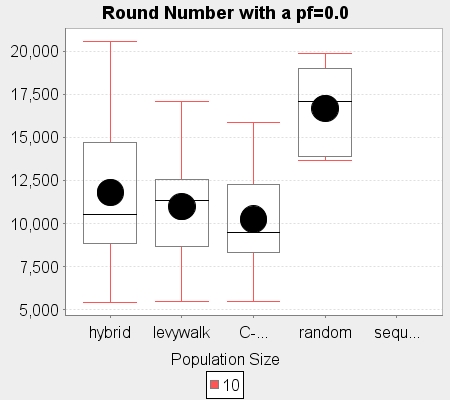 Round Number with a pf=0.0
20,000
17,500
15,000
12,500
10,000
7,500
5,000
hybrid levywalk C-... random sequ...
Population Size
10